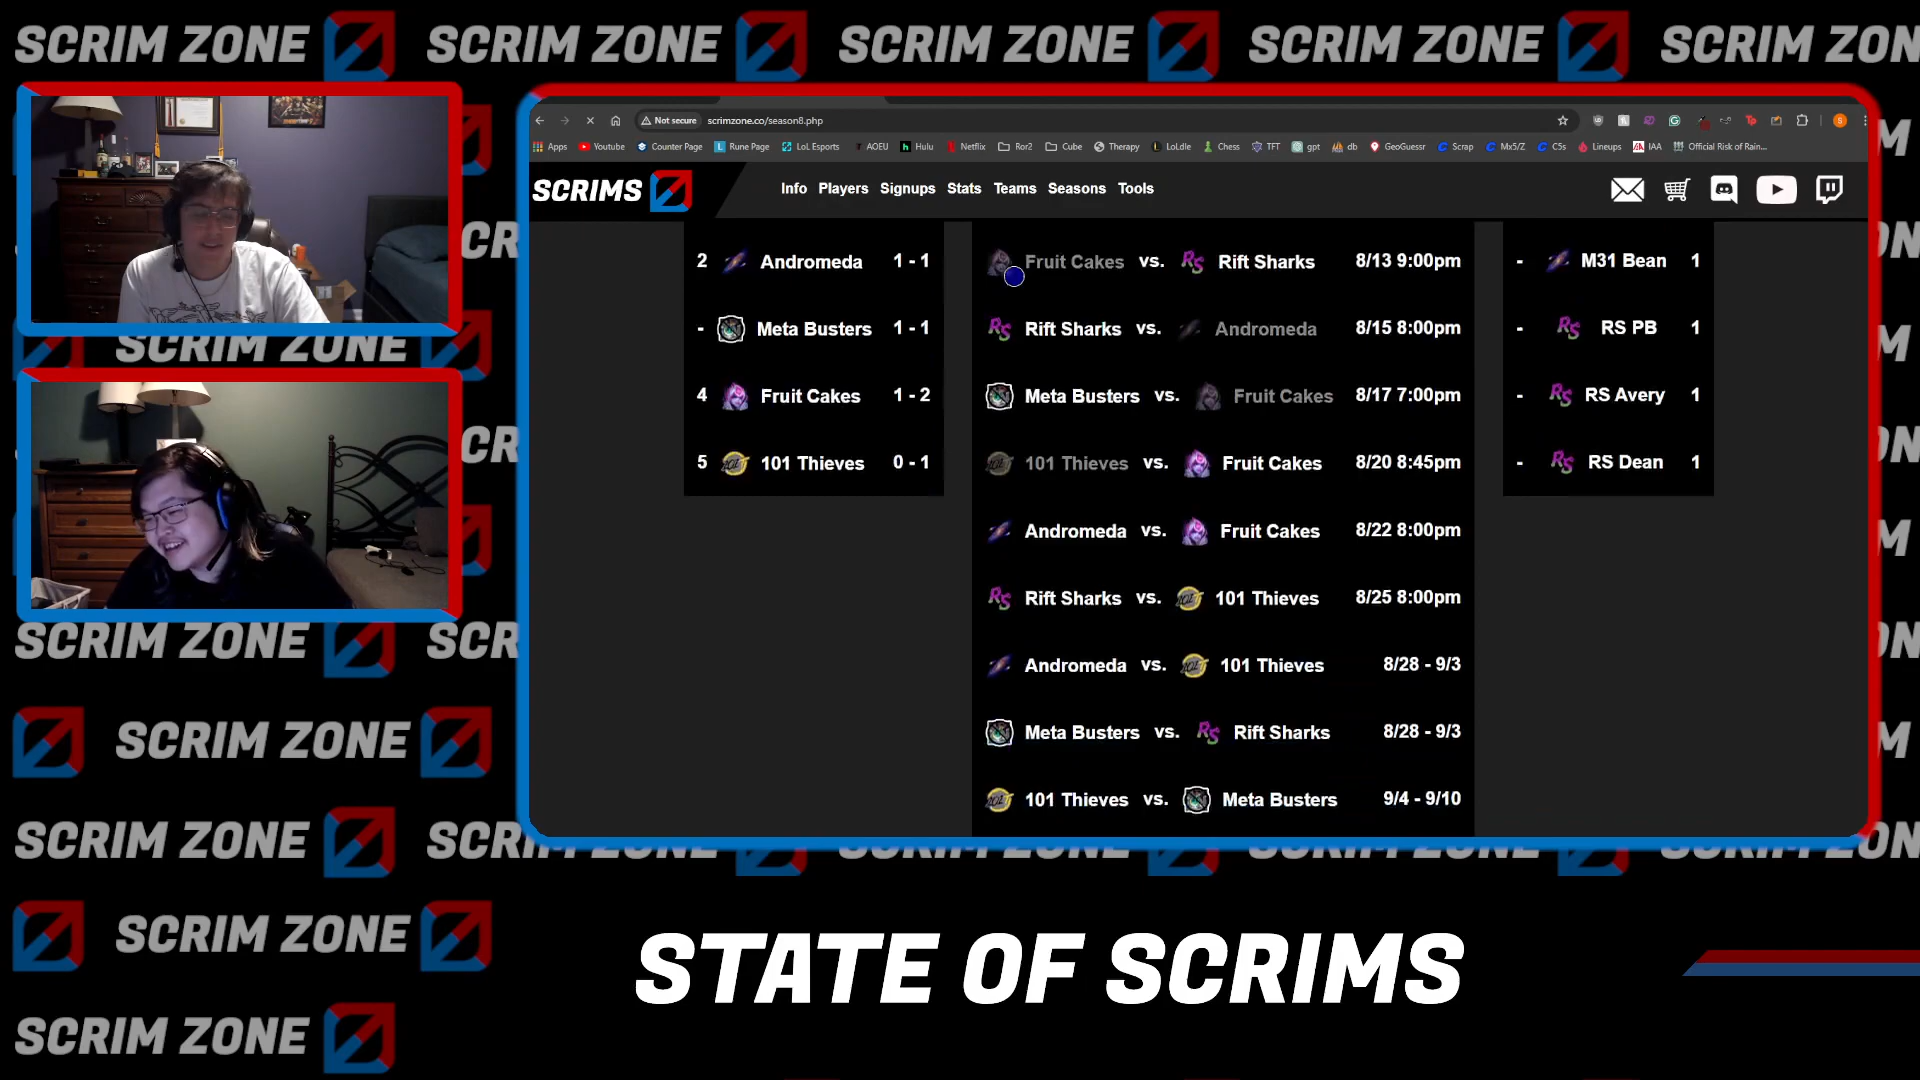 SCRIM ZONE SCRIM ZONE SCRIM ZONE SCRIM ZONE SCRIM ZON
Not secure scrimzone.co/season8.php
Apps Youtube Counter Page Rune Page LoL Esports AOEU Hulu Netflix Ror2 Cube Therapy LoLdle Chess TFT gpt db GeoGuessr Scrap Mx5/Z C5s Lineups IAA Official Risk of Rain...
SCRIMS Info Players Signups Stats Teams Seasons Tools
2 Andromeda 1 - 1
- Meta Busters 1 - 1
4 Fruit Cakes 1 - 2
5 101 Thieves 0 - 1
Fruit Cakes vs. Rift Sharks 8/13 9:00pm
Rift Sharks vs. Andromeda 8/15 8:00pm
Meta Busters vs. Fruit Cakes 8/17 7:00pm
101 Thieves vs. Fruit Cakes 8/20 8:45pm
Andromeda vs. Fruit Cakes 8/22 8:00pm
Rift Sharks vs. 101 Thieves 8/25 8:00pm
Andromeda vs. 101 Thieves 8/28 - 9/3
Meta Busters vs. Rift Sharks 8/28 - 9/3
101 Thieves vs. Meta Busters 9/4 - 9/10
- M31 Bean 1
- RS PB 1
- RS Avery 1
- RS Dean 1
SCRIM ZONE
SCRIM ZONE SCR
SCRIM ZONE
SCRIM ZONE
SCRIM ZONE
SCRIM ZONE
STATE OF SCRIMS